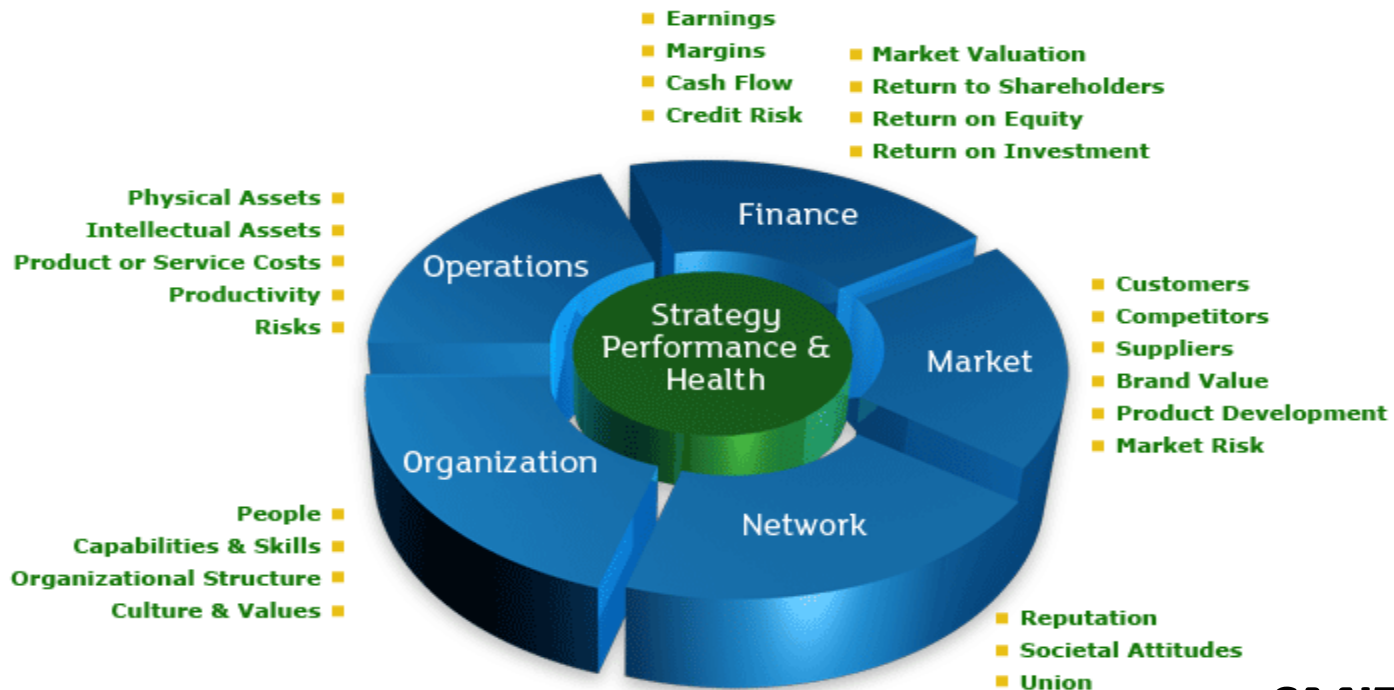 Earnings
Margins
Cash Flow
Credit Risk
Market Valuation
Return to Shareholders
Return on Equity
Return on Investment
Physical Assets
Intellectual Assets
Product or Service Costs
Productivity
Risks
Finance
Operations
Strategy
Performance &
Health
Market
Customers
Competitors
Suppliers
Brand Value
Product Development
Market Risk
Organization
Network
People
Capabilities & Skills
Organizational Structure
Culture & Values
Reputation
Societal Attitudes
Union